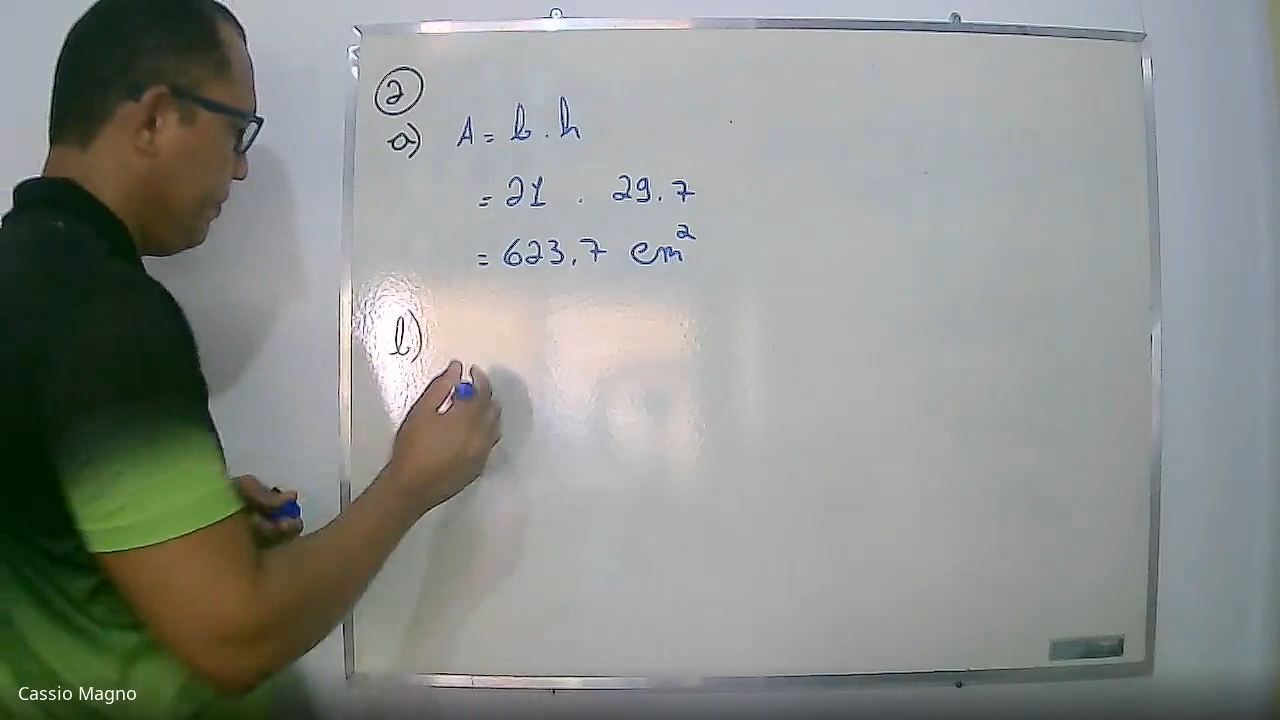 2
a) A = b . h
= 21 . 29.7
= 623.7 cm²
b)
Cassio Magno